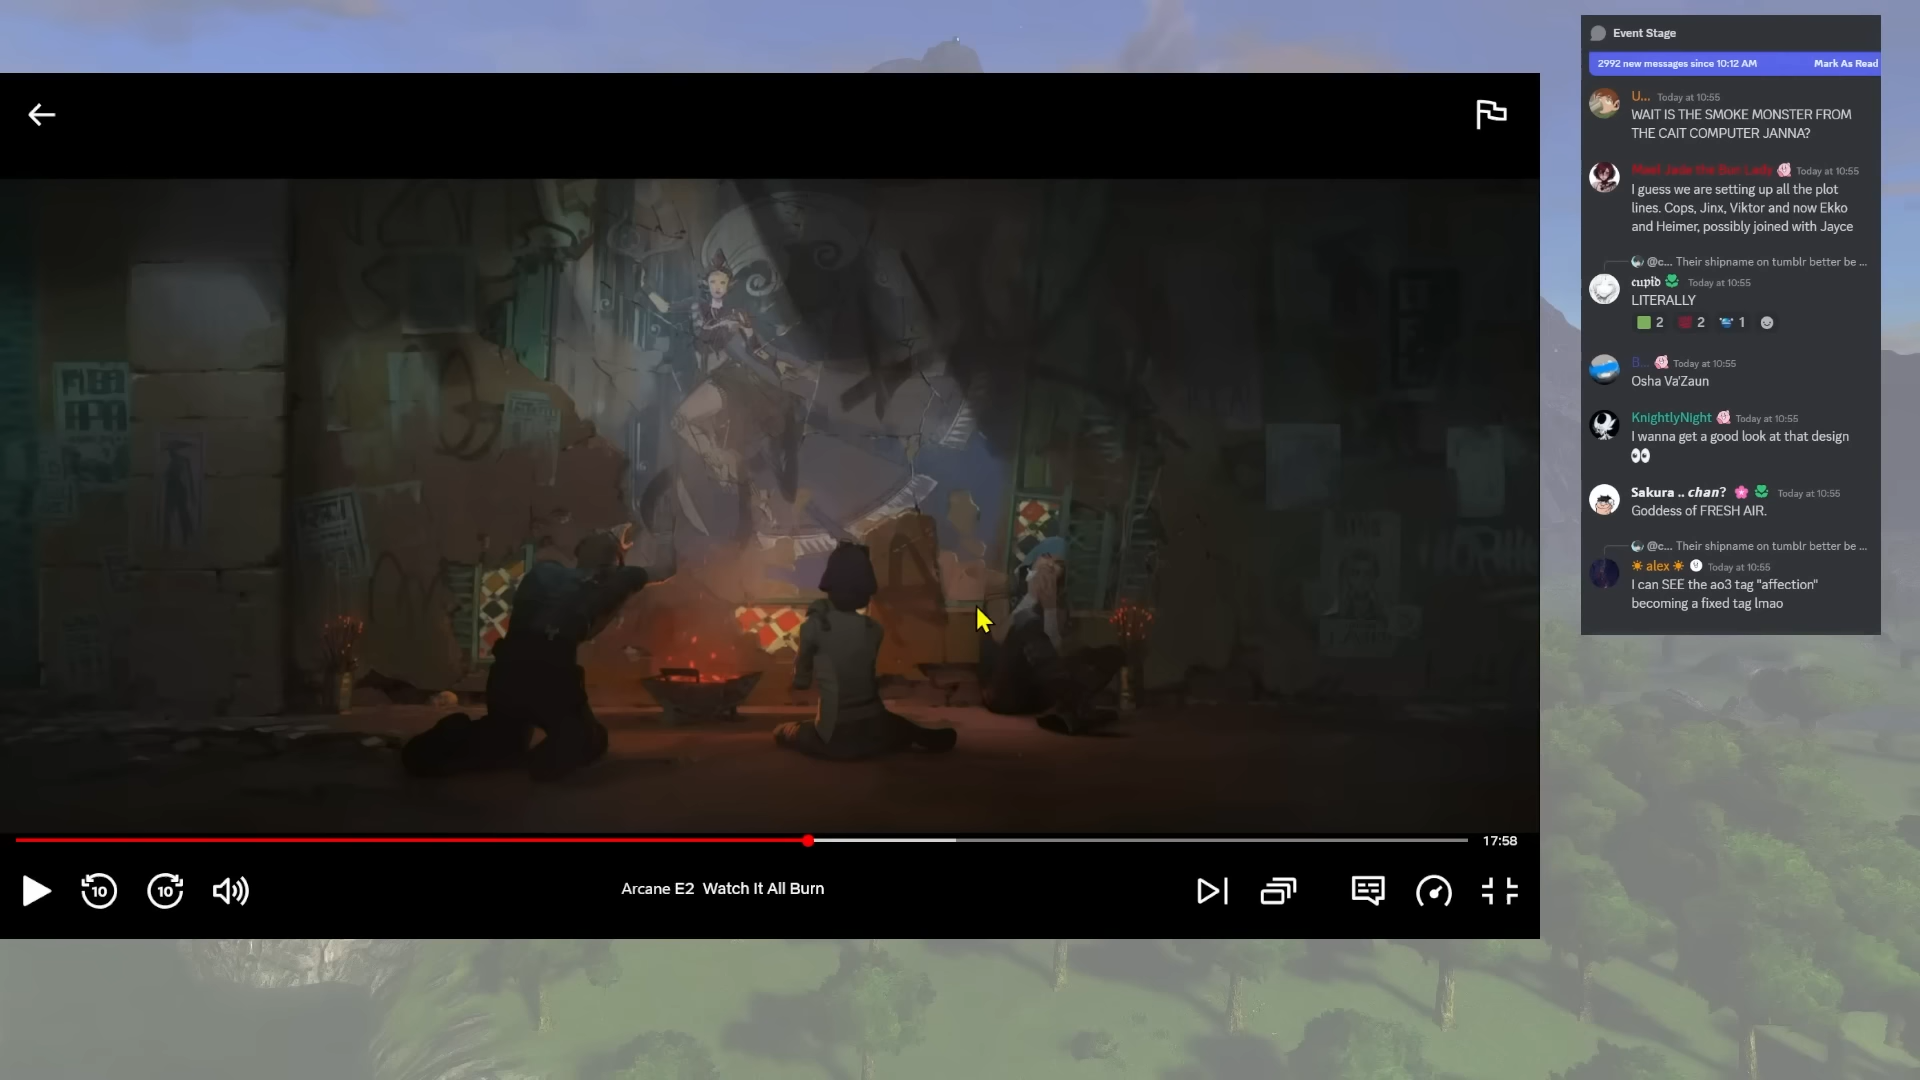 Event Stage
2992 new messages since 10:12 AM Mark As Read
U... Today at 10:55
WAIT IS THE SMOKE MONSTER FROM
THE CAIT COMPUTER JANNA?
Today at 10:55
I guess we are setting up all the plot
lines. Cops, Jinx, Viktor and now Ekko
and Heimer, possibly joined with Jayce
@c... Their shipname on tumblr better be ...
cupid Today at 10:55
LITERALLY
2 2 1
B... Today at 10:55
Osha Va'Zaun
KnightlyNight Today at 10:55
I wanna get a good look at that design
Sakura .. chan? Today at 10:55
Goddess of FRESH AIR.
@c... Their shipname on tumblr better be ...
alex Today at 10:55
I can SEE the ao3 tag "affection"
becoming a fixed tag lmao
17:58
10 10 Arcane E2 Watch It All Burn